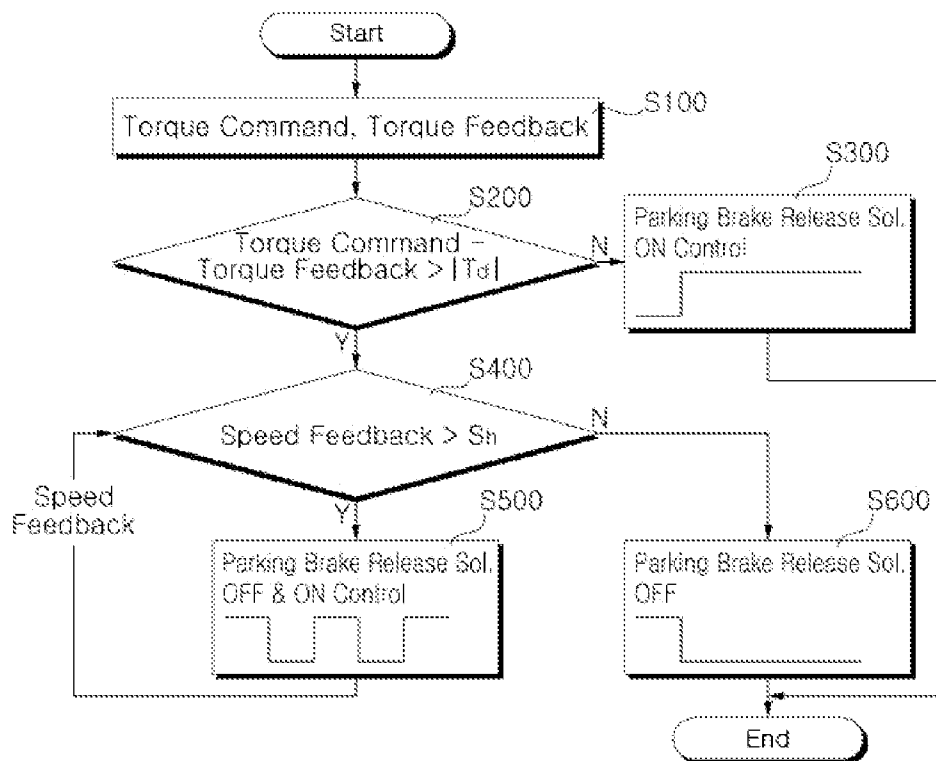 Start
S100
Torque Command, Torque Feedback
S200
Torque Command -
Torque Feedback > |Td|
N
Y
S300
Parking Brake Release Sol.
ON Control
S400
Speed Feedback > Sh
N
Y
Speed
Feedback
S500
Parking Brake Release Sol.
OFF & ON Control
S600
Parking Brake Release Sol.
OFF
End